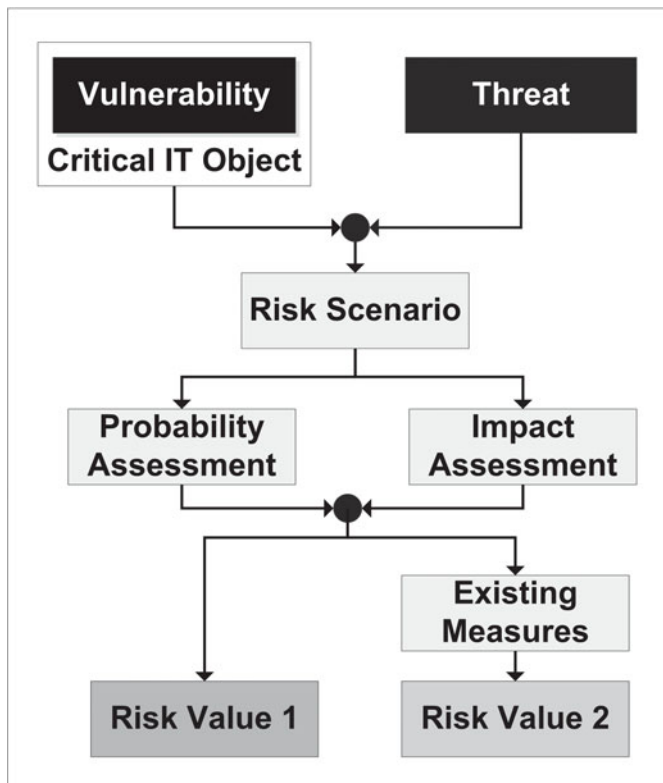 Vulnerability
Critical IT Object
Threat
Risk Scenario
Probability
Assessment
Impact
Assessment
Existing
Measures
Risk Value 1
Risk Value 2